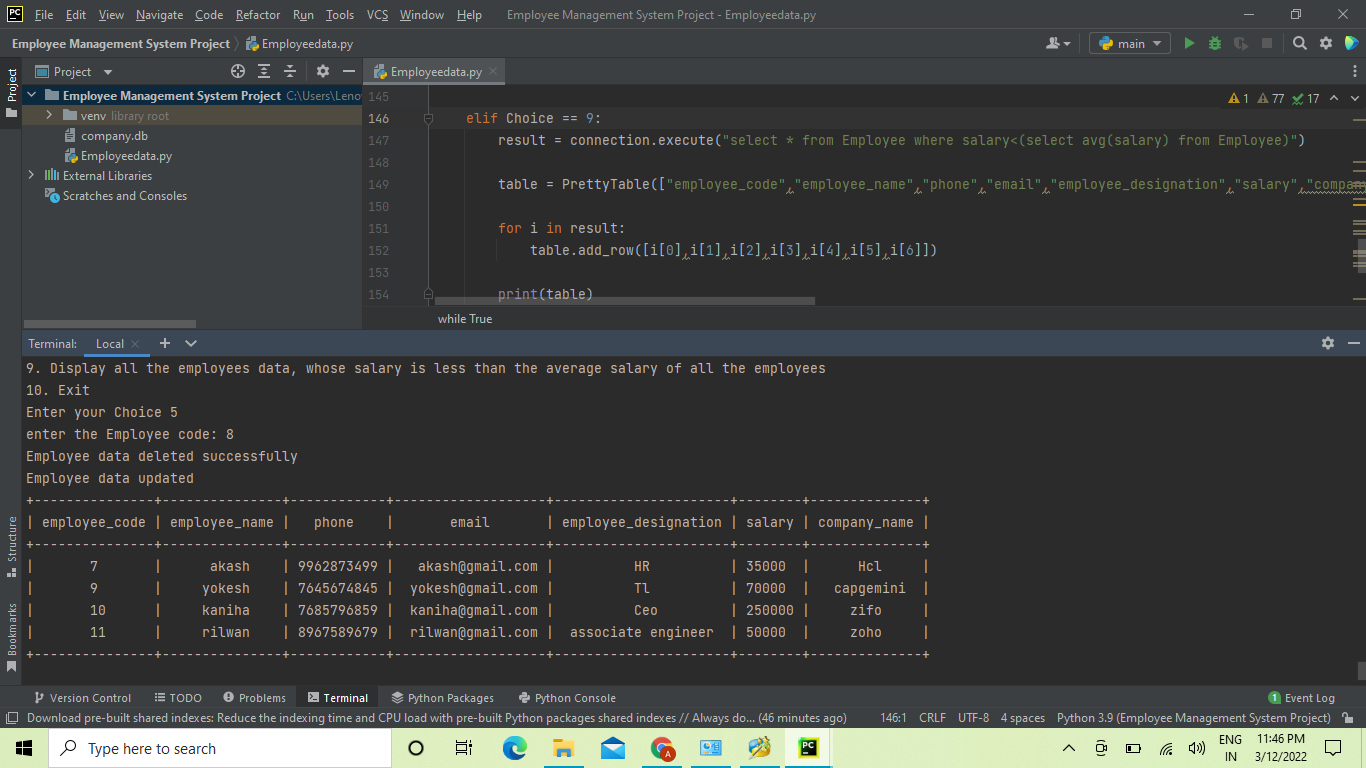 PC File Edit View Navigate Code Refactor Run Tools VCS Window Help Employee Management System Project - Employeedata.py
Employee Management System Project Employeedata.py main
Project
Project
Employeedata.py
Employee Management System Project C:\Users\Leno
venv library root
company.db
Employeedata.py
External Libraries
Scratches and Consoles
1 77 17
145
146 elif Choice == 9:
147 result = connection.execute("select * from Employee where salary<(select avg(salary) from Employee)")
148
149 table = PrettyTable(["employee_code","employee_name","phone","email","employee_designation","salary","compan
150
151 for i in result:
152 table.add_row([i[0],i[1],i[2],i[3],i[4],i[5],i[6]])
153
154 print(table)
while True
Terminal: Local
9. Display all the employees data, whose salary is less than the average salary of all the employees
10. Exit
Enter your Choice 5
enter the Employee code: 8
Employee data deleted successfully
Employee data updated
+---------------+---------------+------------+-------------------+----------------------+--------+--------------+
| employee_code | employee_name | phone | email | employee_designation | salary | company_name |
+---------------+---------------+------------+-------------------+----------------------+--------+--------------+
| 7 | akash | 9962873499 | akash@gmail.com | HR | 35000 | Hcl |
| 9 | yokesh | 7645674845 | yokesh@gmail.com | Tl | 70000 | capgemini |
| 10 | kaniha | 7685796859 | kaniha@gmail.com | Ceo | 250000 | zifo |
| 11 | rilwan | 8967589679 | rilwan@gmail.com | associate engineer | 50000 | zoho |
+---------------+---------------+------------+-------------------+----------------------+--------+--------------+
Structure
Bookmarks
Version Control TODO Problems Terminal Python Packages Python Console 1 Event Log
Download pre-built shared indexes: Reduce the indexing time and CPU load with pre-built Python packages shared indexes // Always do... (46 minutes ago) 146:1 CRLF UTF-8 4 spaces Python 3.9 (Employee Management System Project)
Type here to search
A
PC
ENG
IN
11:46 PM
3/12/2022